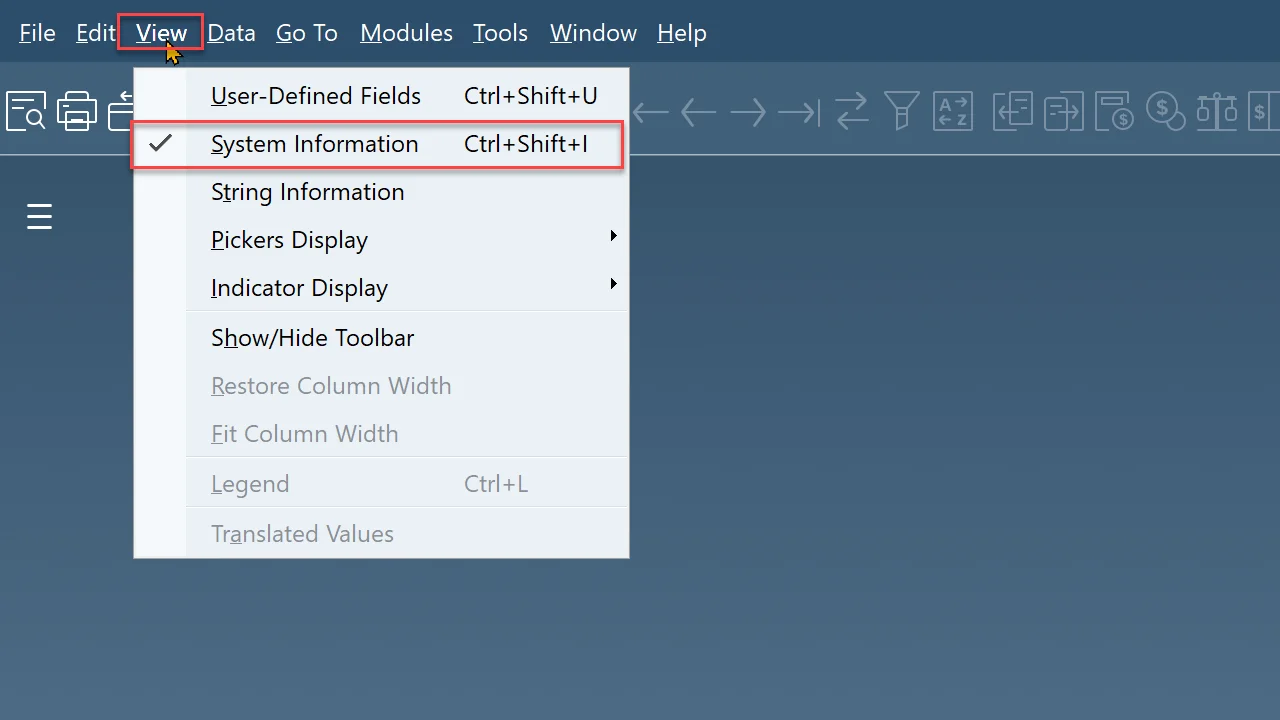 File Edit View Data Go To Modules Tools Window Help
A Z $ $ $
User-Defined Fields Ctrl+Shift+U
System Information Ctrl+Shift+I
String Information
Pickers Display
Indicator Display
Show/Hide Toolbar
Restore Column Width
Fit Column Width
Legend Ctrl+L
Translated Values